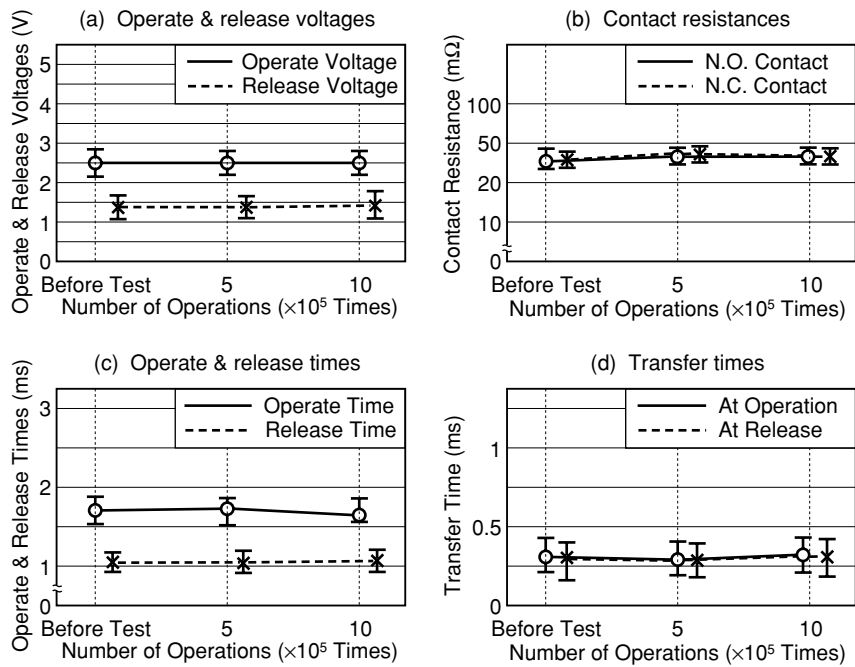 (a) Operate & release voltages
Operate & Release Voltages (V)
5
4
3
2
1
0
Operate Voltage
Release Voltage
Before Test
5
10
Number of Operations (×10⁵ Times)
(b) Contact resistances
Contact Resistance (mΩ)
100
50
20
10
0
N.O. Contact
N.C. Contact
Before Test
5
10
Number of Operations (×10⁵ Times)
(c) Operate & release times
Operate & Release Times (ms)
3
2
1
0
Operate Time
Release Time
Before Test
5
10
Number of Operations (×10⁵ Times)
(d) Transfer times
Transfer Time (ms)
1
0.5
0
At Operation
At Release
Before Test
5
10
Number of Operations (×10⁵ Times)